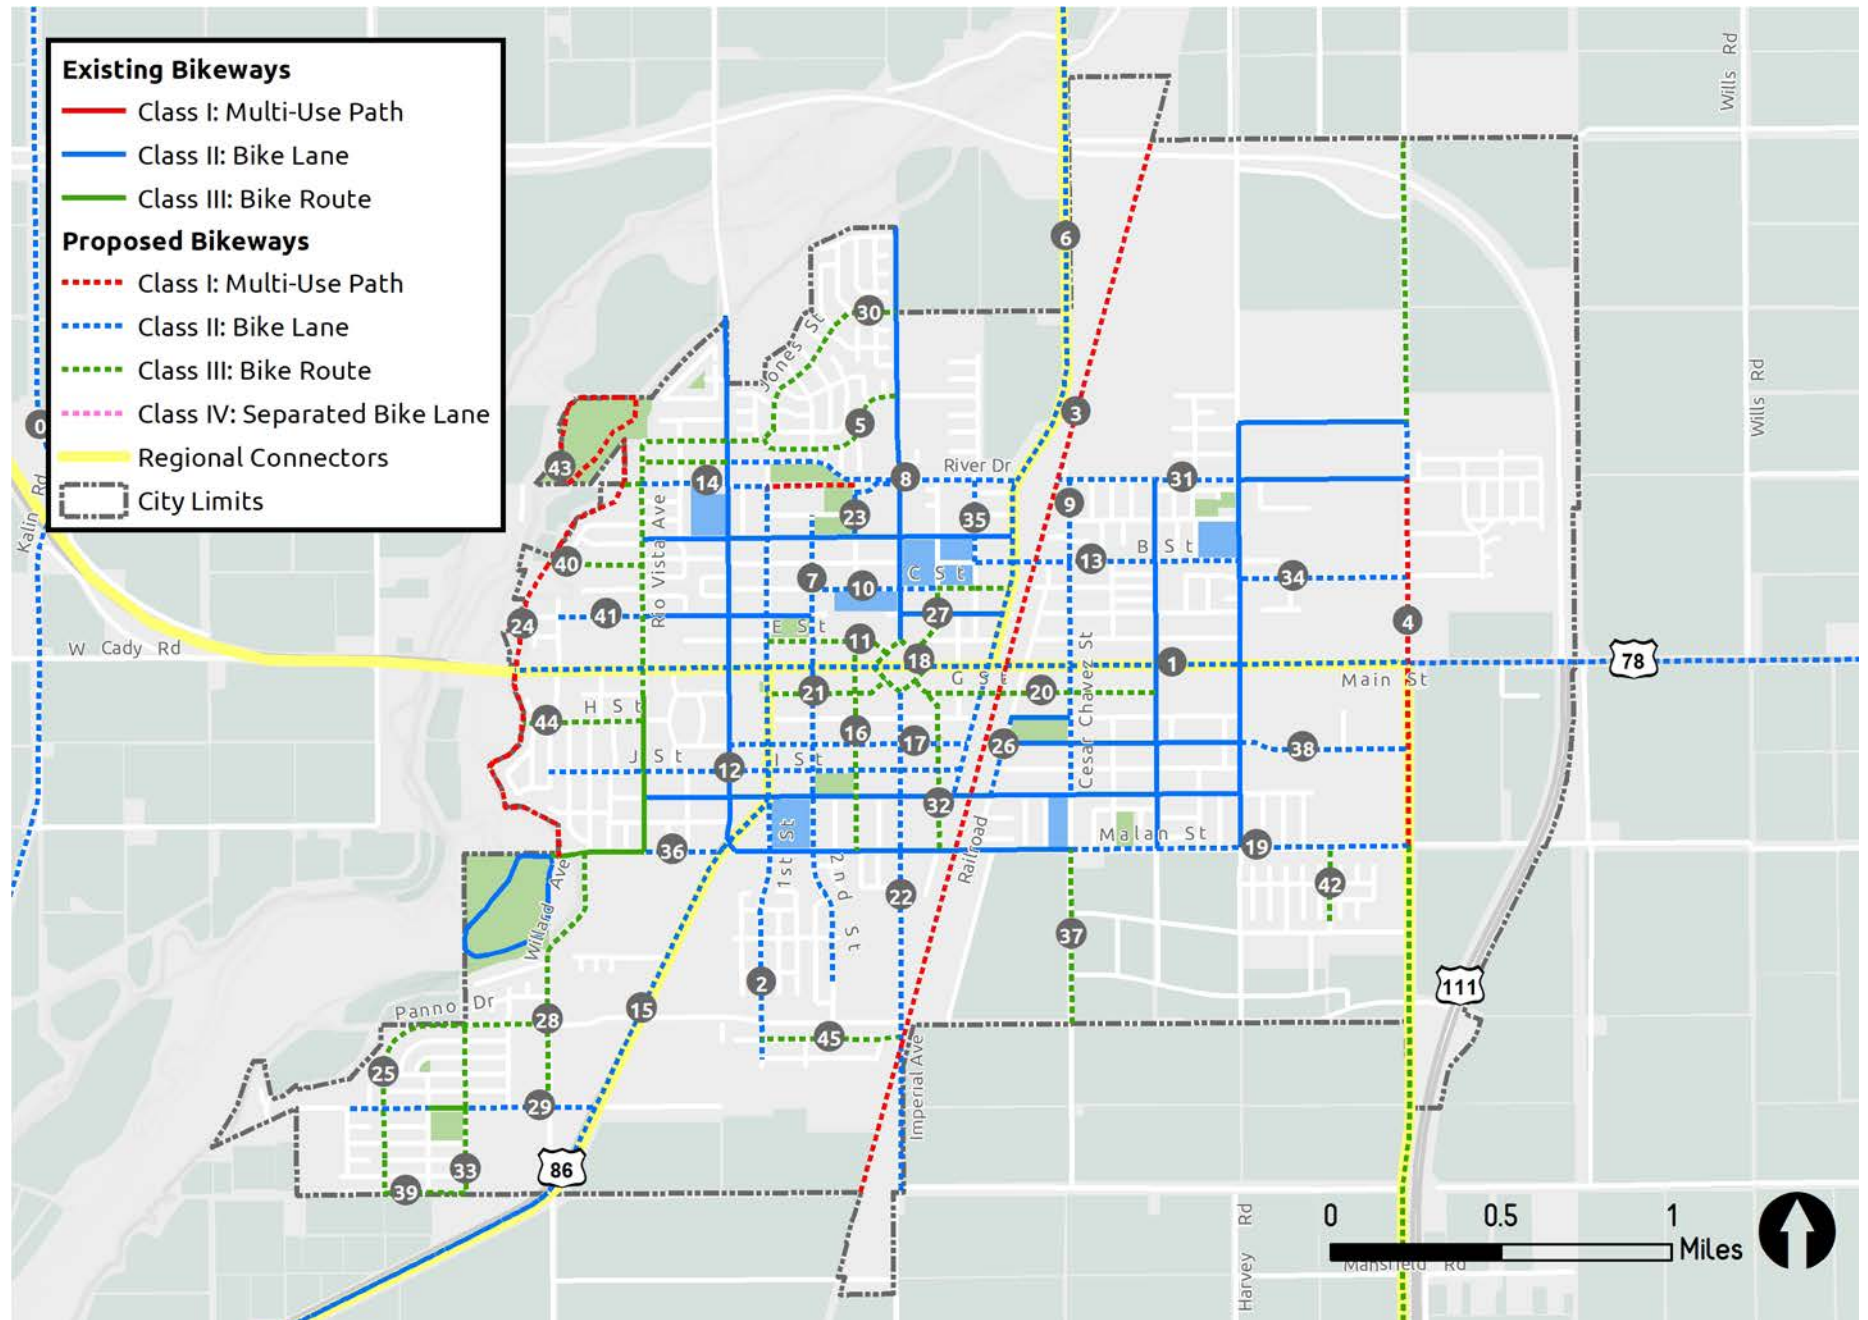 Existing Bikeways
Class I: Multi-Use Path
Class II: Bike Lane
Class III: Bike Route
Proposed Bikeways
Class I: Multi-Use Path
Class II: Bike Lane
Class III: Bike Route
Class IV: Separated Bike Lane
Regional Connectors
City Limits
Wills Rd
6
30
Jones St
Wills Rd
3
0
5
43
Kalin Rd
14
8
River Dr
31
9
23
35
Rio Vista Ave
B St
13
40
C St
7
10
34
41
27
24
E St
11
4
W Cady Rd
18
1
78
Main St
21
G St
20
H St
44
Cesar Chavez St
16
17
26
38
J St
I St
12
32
1st St
Malan St
36
19
Railroad
Willard Ave
2nd St
42
22
37
2
111
Panno Dr
15
28
45
25
Imperial Ave
29
86
33
39
Harvey Rd
0 0.5 1
Miles
Mansfield Rd